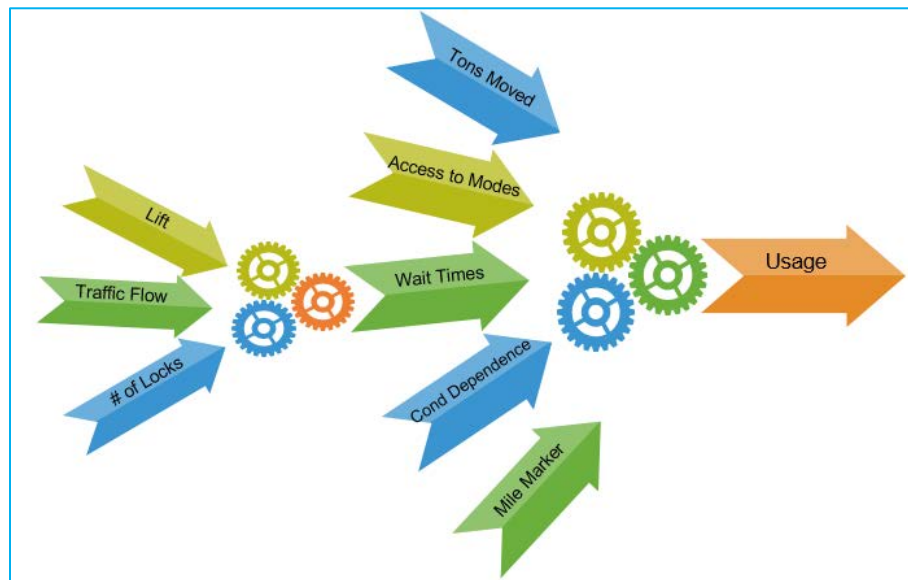 Tons Moved
Access to Modes
Lift
Traffic Flow
# of Locks
Wait Times
Cond Dependence
Mile Marker
Usage